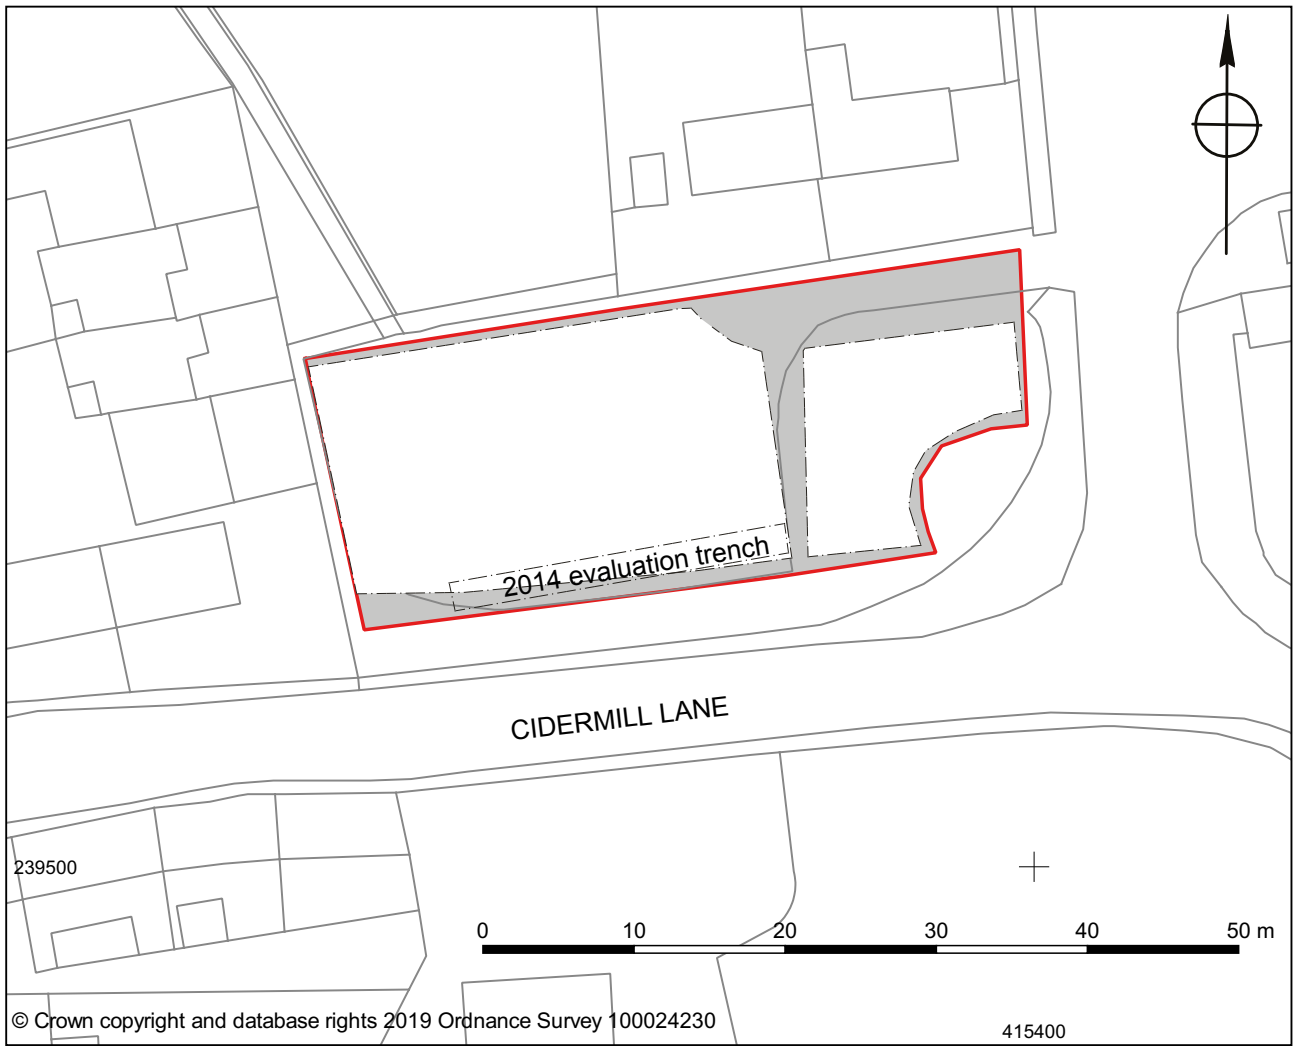 2014 evaluation trench
CIDERMILL LANE
239500
0 10 20 30 40 50 m
© Crown copyright and database rights 2019 Ordnance Survey 100024230
415400